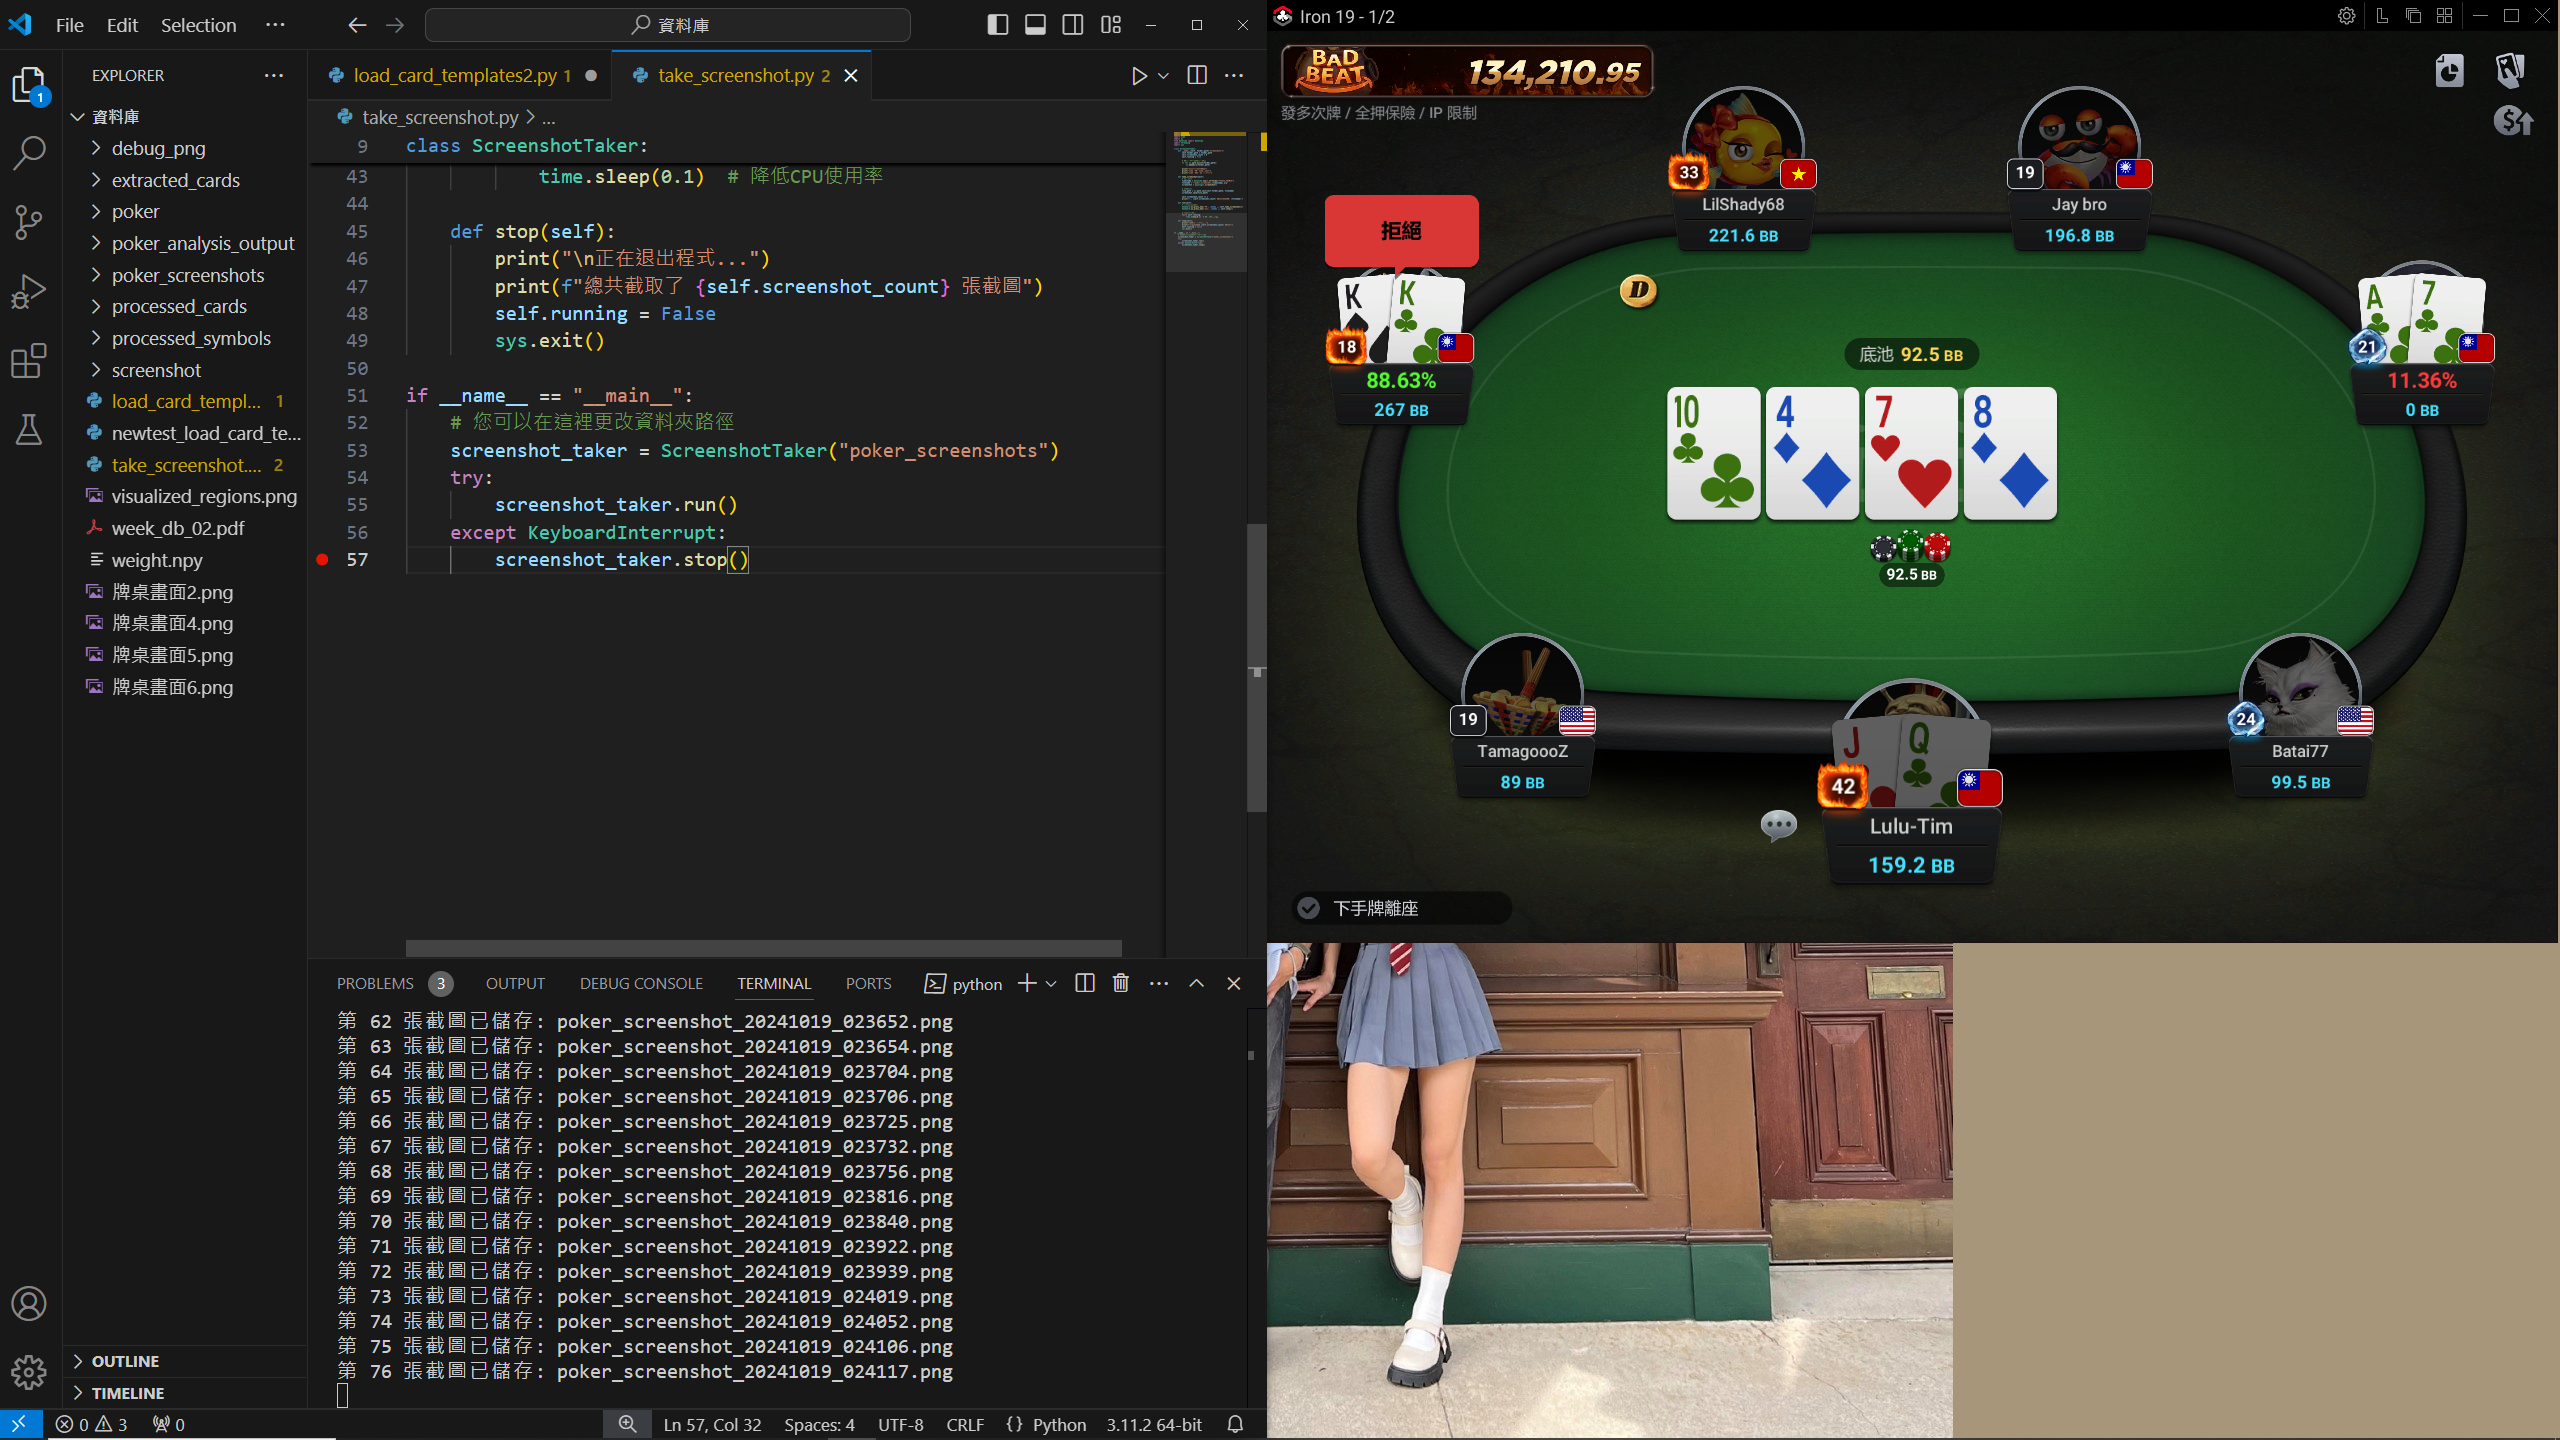 File Edit Selection ···
資料庫
EXPLORER ···
資料庫
debug_png
extracted_cards
poker
poker_analysis_output
poker_screenshots
processed_cards
processed_symbols
screenshot
load_card_templ... 1
newtest_load_card_te...
take_screenshot.... 2
visualized_regions.png
week_db_02.pdf
weight.npy
牌桌畫面2.png
牌桌畫面4.png
牌桌畫面5.png
牌桌畫面6.png
OUTLINE
TIMELINE
1
load_card_templates2.py 1
take_screenshot.py 2
take_screenshot.py > ...
9 class ScreenshotTaker:
43 time.sleep(0.1) # 降低CPU使用率
44
45 def stop(self):
46 print("\n正在退出程式...")
47 print(f"總共截取了 {self.screenshot_count} 張截圖")
48 self.running = False
49 sys.exit()
50
51 if __name__ == "__main__":
52 # 您可以在這裡更改資料夾路徑
53 screenshot_taker = ScreenshotTaker("poker_screenshots")
54 try:
55 screenshot_taker.run()
56 except KeyboardInterrupt:
57 screenshot_taker.stop()
PROBLEMS 3 OUTPUT DEBUG CONSOLE TERMINAL PORTS python
第 62 張截圖已儲存: poker_screenshot_20241019_023652.png
第 63 張截圖已儲存: poker_screenshot_20241019_023654.png
第 64 張截圖已儲存: poker_screenshot_20241019_023704.png
第 65 張截圖已儲存: poker_screenshot_20241019_023706.png
第 66 張截圖已儲存: poker_screenshot_20241019_023725.png
第 67 張截圖已儲存: poker_screenshot_20241019_023732.png
第 68 張截圖已儲存: poker_screenshot_20241019_023756.png
第 69 張截圖已儲存: poker_screenshot_20241019_023816.png
第 70 張截圖已儲存: poker_screenshot_20241019_023840.png
第 71 張截圖已儲存: poker_screenshot_20241019_023922.png
第 72 張截圖已儲存: poker_screenshot_20241019_023939.png
第 73 張截圖已儲存: poker_screenshot_20241019_024019.png
第 74 張截圖已儲存: poker_screenshot_20241019_024052.png
第 75 張截圖已儲存: poker_screenshot_20241019_024106.png
第 76 張截圖已儲存: poker_screenshot_20241019_024117.png
0 3 0
Ln 57, Col 32 Spaces: 4 UTF-8 CRLF {} Python 3.11.2 64-bit
Iron 19 - 1/2
BAD BEAT 134,210.95
發多次牌 / 全押保險 / IP 限制
33
LilShady68
221.6 BB
19
Jay bro
196.8 BB
拒絕
K K
18
88.63%
267 BB
D
A 7
21
11.36%
0 BB
底池 92.5 BB
10 4 7 8
92.5 BB
19
TamagoooZ
89 BB
J Q
42
Lulu-Tim
159.2 BB
24
Batai77
99.5 BB
下手牌離座